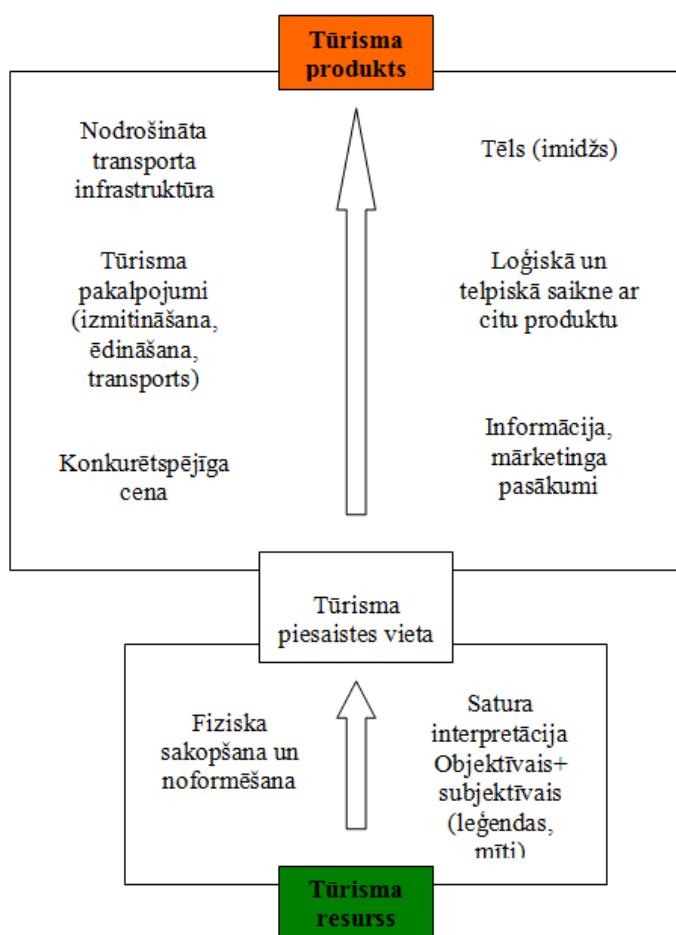 Tūrisma
produkts
Nodrošināta
transporta
infrastruktūra
Tēls (imidžs)
Tūrisma
pakalpojumi
(izmitināšana,
ēdināšana,
transports)
Loģiskā un
telpiskā saikne ar
citu produktu
Konkurētspējīga
cena
Informācija,
mārketinga
pasākumi
Tūrisma
piesaistes vieta
Fiziska
sakopšana un
noformēšana
Satura
interpretācija
Objektīvais+
subjektīvais
(leģendas,
mīti)
Tūrisma
resurss